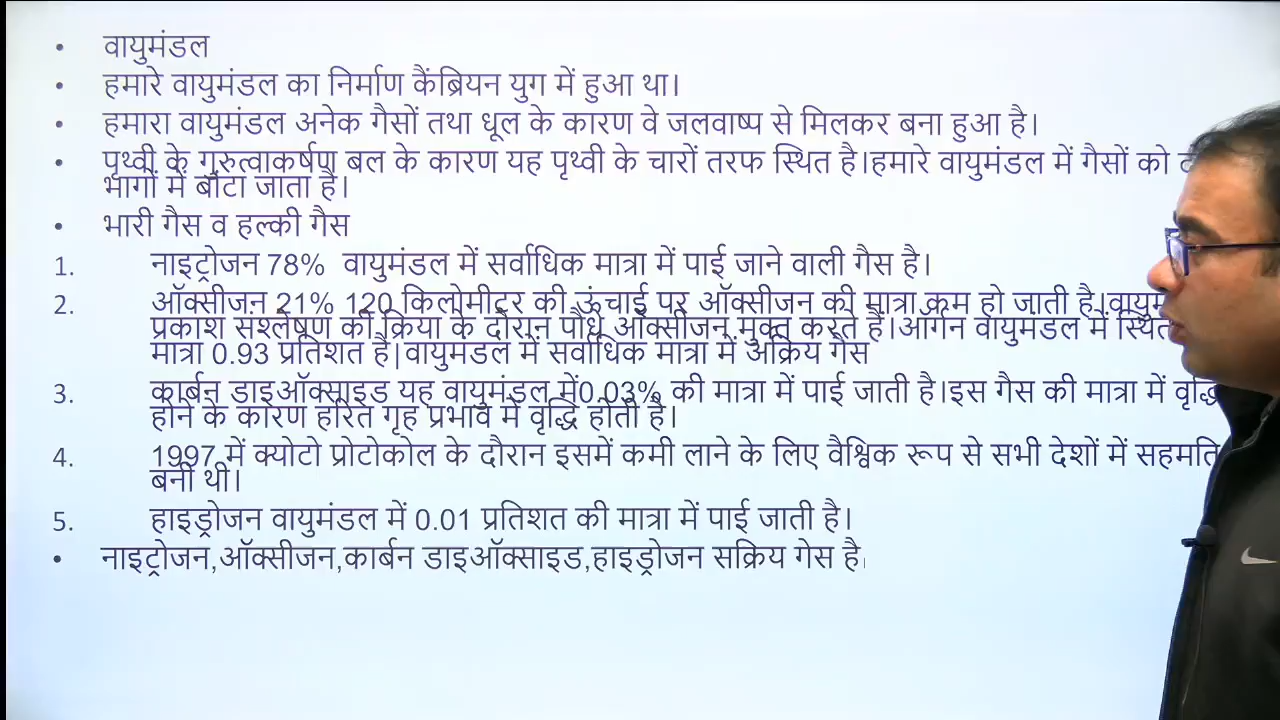 • वायुमंडल
• हमारे वायुमंडल का निर्माण कैंब्रियन युग में हुआ था।
• हमारा वायुमंडल अनेक गैसों तथा धूल के कारण वे जलवाष्प से मिलकर बना हुआ है।
• पृथ्वी के गुरुत्वाकर्षण बल के कारण यह पृथ्वी के चारों तरफ स्थित है।हमारे वायुमंडल में गैसों को
भागों में बांटा जाता है।
• भारी गैस व हल्की गैस
1. नाइट्रोजन 78% वायुमंडल में सर्वाधिक मात्रा में पाई जाने वाली गैस है।
2. ऑक्सीजन 21% 120 किलोमीटर की ऊंचाई पर ऑक्सीजन की मात्रा कम हो जाती है।
प्रकाश संश्लेषण की क्रिया के दौरान पौधे ऑक्सीजन मुक्त करते हैं।आर्गन वायुमंडल में स्थित
मात्रा 0.93 प्रतिशत है|वायुमंडल में सर्वाधिक मात्रा में अक्रिय गैस
3. कार्बन डाइऑक्साइड यह वायुमंडल में0.03% की मात्रा में पाई जाती है।इस गैस की मात्रा में वृद्धि
होने के कारण हरित गृह प्रभाव में वृद्धि होती है।
4. 1997 में क्योटो प्रोटोकोल के दौरान इसमें कमी लाने के लिए वैश्विक रूप से सभी देशों में सहमति
बनी थी।
5. हाइड्रोजन वायुमंडल में 0.01 प्रतिशत की मात्रा में पाई जाती है।
• नाइट्रोजन,ऑक्सीजन,कार्बन डाइऑक्साइड,हाइड्रोजन सक्रिय गेस है।